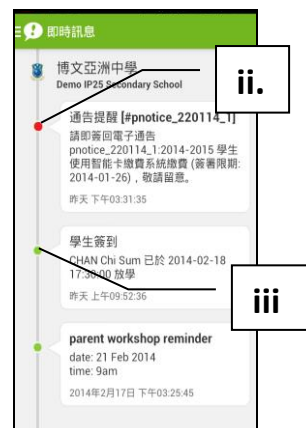 即時訊息
博文亞洲中學
Demo IP25 Secondary School
ii.
通告提醒 [#pnotice_220114_1]
請即簽回電子通告
pnotice_220114_1:2014-2015 學生
使用智能卡繳費系統繳費 (簽署限期:
2014-01-26)，敬請留意。
昨天 下午03:31:35
學生簽到
CHAN Chi Sum 已於 2014-02-18
17:30:00 放學
昨天 上午09:52:36
iii
parent workshop reminder
date: 21 Feb 2014
time: 9am
2014年2月17日 下午03:25:45